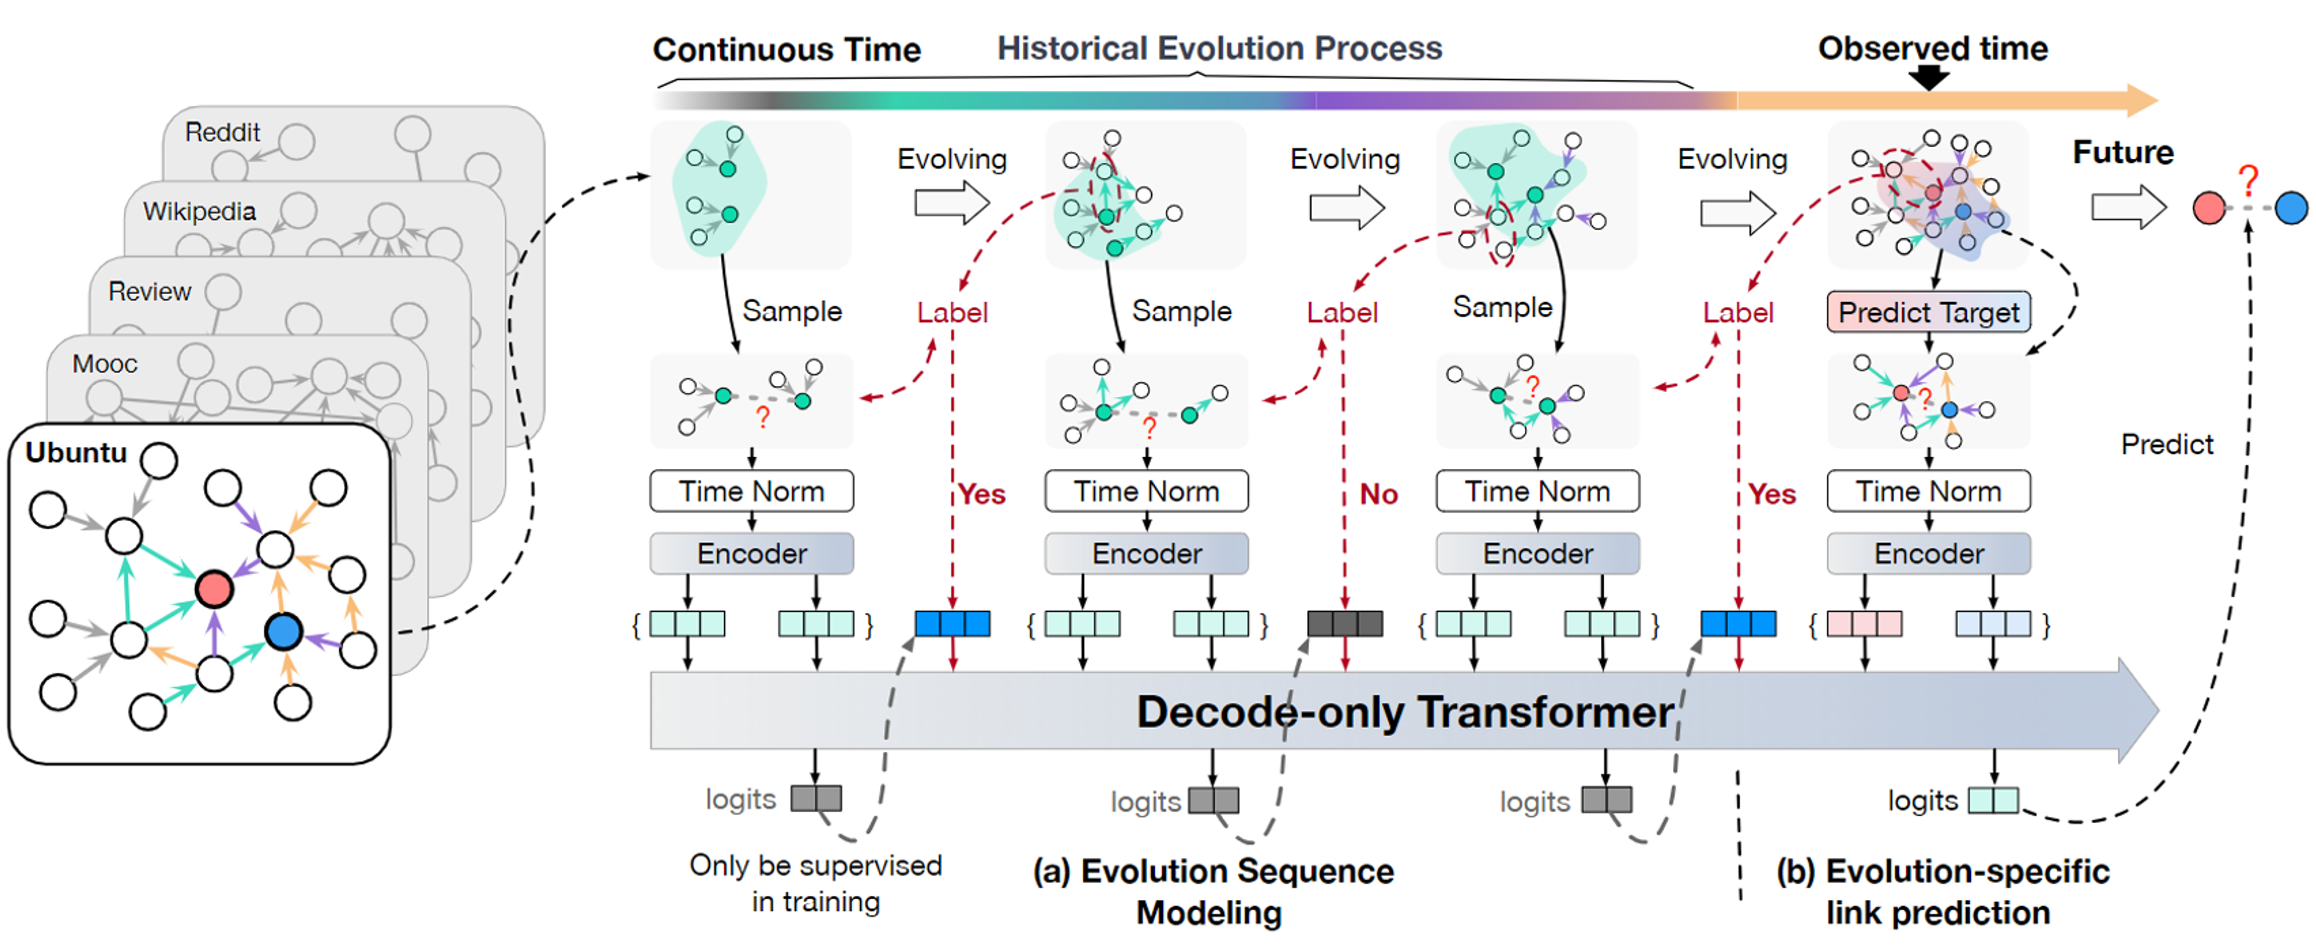 Continuous Time
Historical Evolution Process
Observed time
Reddit
Wikipedia
Review
Mooc
Ubuntu
Evolving
Evolving
Evolving
Future
?
Sample
Label
Sample
Label
Sample
Label
Predict Target
?
?
?
?
Predict
Time Norm
Yes
Time Norm
No
Time Norm
Yes
Time Norm
Encoder
Encoder
Encoder
Encoder
{ }
{ }
{ }
{ }
Decode-only Transformer
logits
logits
logits
logits
Only be supervised
in training
(a) Evolution Sequence
Modeling
(b) Evolution-specific
link prediction